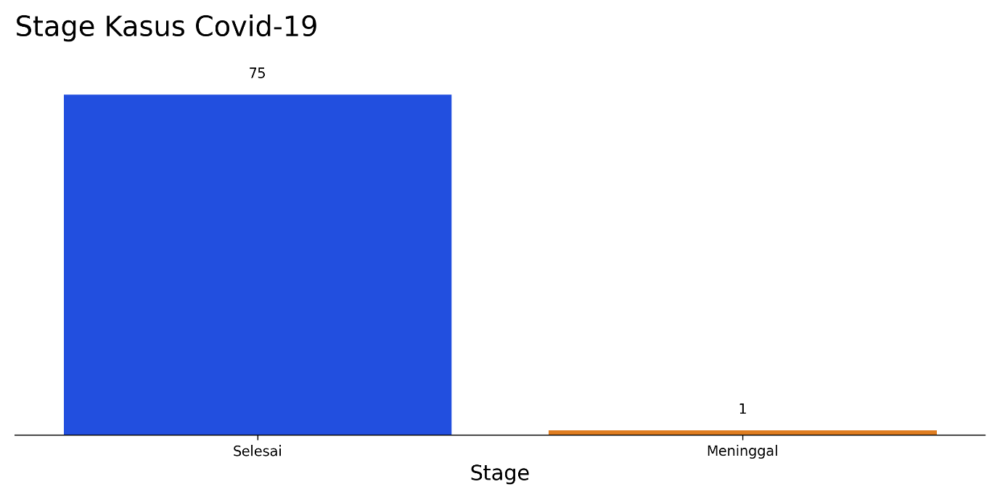 Stage Kasus Covid-19
75
1
Selesai
Meninggal
Stage